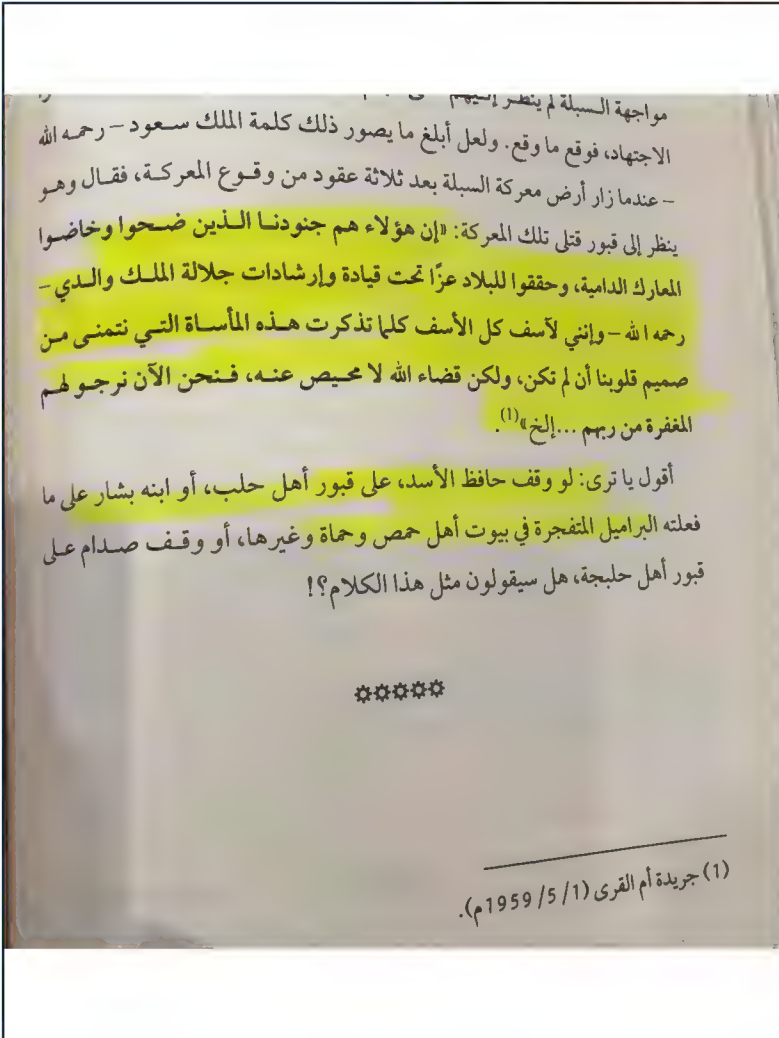 مواجهة السبلة لم ينظر إليهم
الاجتهاد، فوقع ما وقع. ولعل أبلغ ما يصور ذلك كلمة الملك سعود – رحمه الله
– عندما زار أرض معركة السبلة بعد ثلاثة عقود من وقوع المعركة، فقال وهو
ينظر إلى قبور قتلى تلك المعركة: «إن هؤلاء هم جنودنا الذين ضحوا وخاضوا
المعارك الدامية، وحققوا للبلاد عزًا تحت قيادة وإرشادات جلالة الملك والدي –
رحمه الله – وإنني لآسف كل الأسف كلما تذكرت هذه المأساة التي نتمنى من
صميم قلوبنا أن لم تكن، ولكن قضاء الله لا محيص عنه، فنحن الآن نرجو لهم
المغفرة من ربهم ...إلخ»(1).
أقول يا ترى: لو وقف حافظ الأسد، على قبور أهل حلب، أو ابنه بشار على ما
فعلته البراميل المتفجرة في بيوت أهل حمص وحماة وغيرها، أو وقف صدام على
قبور أهل حلبجة، هل سيقولون مثل هذا الكلام؟!
(1) جريدة أم القرى (1/ 5/ 1959م).